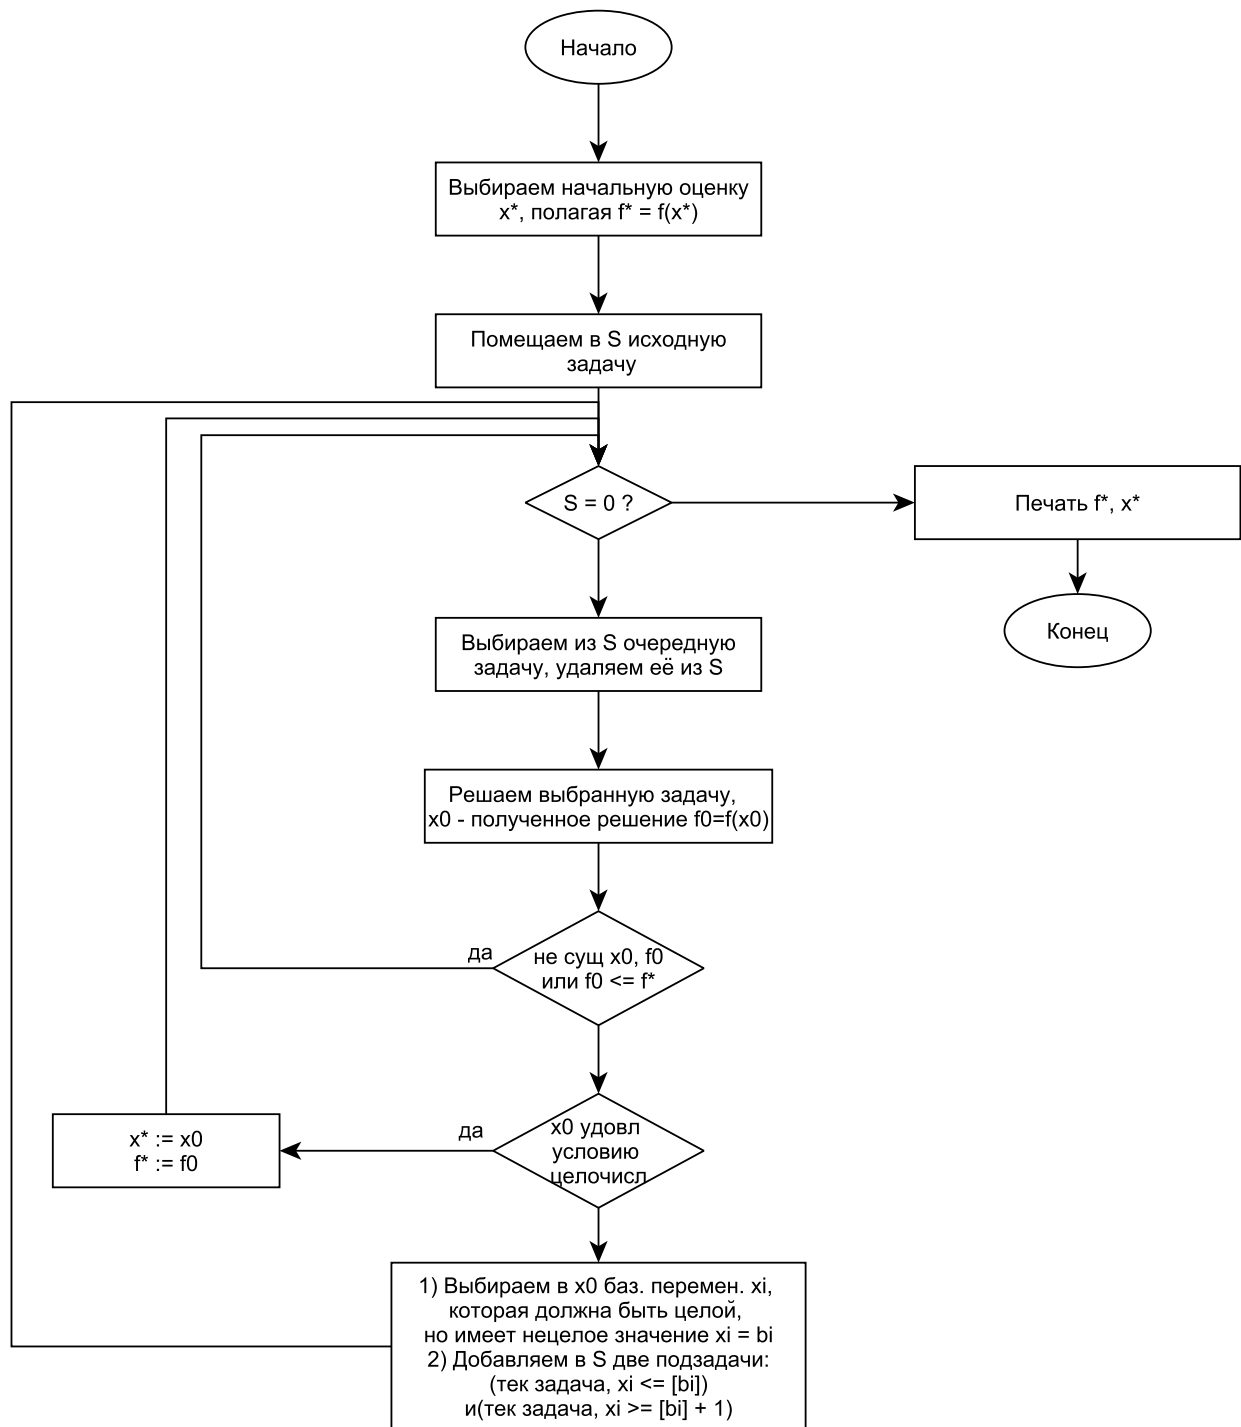 Начало
Выбираем начальную оценку
x*, полагая f* = f(x*)
Помещаем в S исходную
задачу
S = 0 ?
Печать f*, x*
Конец
Выбираем из S очередную
задачу, удаляем её из S
Решаем выбранную задачу,
x0 - полученное решение f0=f(x0)
да
не сущ x0, f0
или f0 <= f*
да
x0 удовл
условию
целочисл
x* := x0
f* := f0
1) Выбираем в x0 баз. перемен. xi,
которая должна быть целой,
но имеет нецелое значение xi = bi
2) Добавляем в S две подзадачи:
(тек задача, xi <= [bi])
и(тек задача, xi >= [bi] + 1)